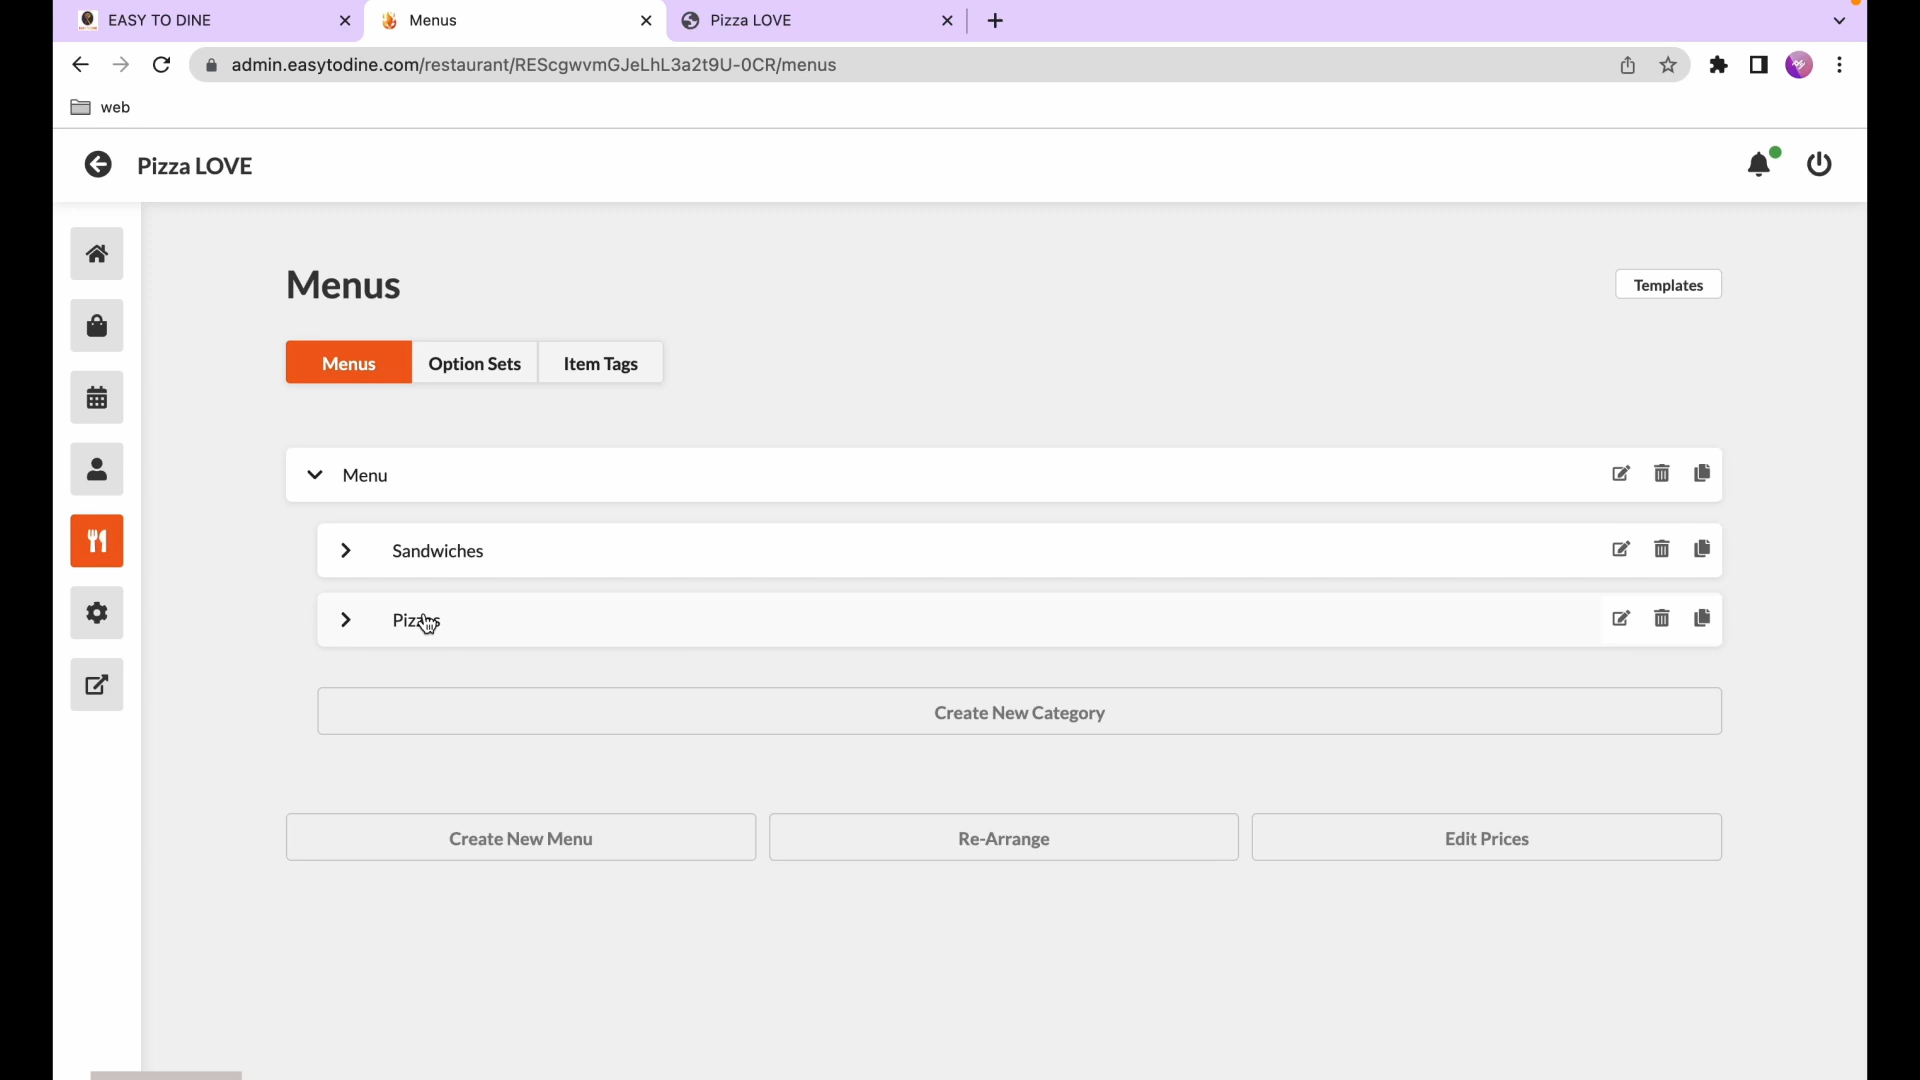 EASY TO DINE
Menus
Pizza LOVE
admin.easytodine.com/restaurant/REScgwvmGJeLhL3a2t9U-0CR/menus
web
Pizza LOVE
Menus
Templates
Menus
Option Sets
Item Tags
Menu
Sandwiches
Pizzas
Create New Category
Create New Menu
Re-Arrange
Edit Prices